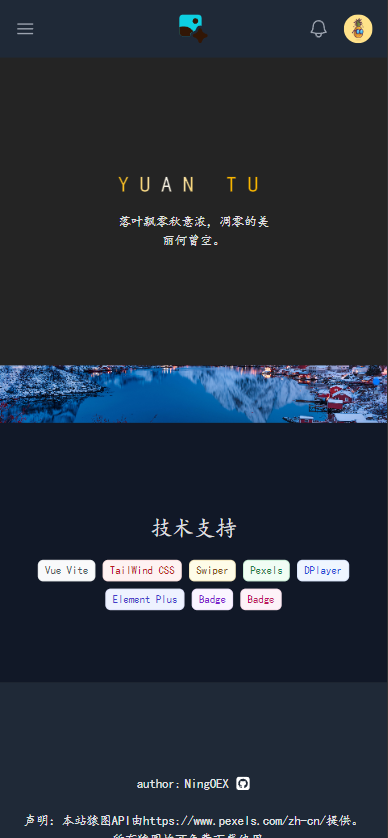 YUAN TU
落叶飘零秋意浓，凋零的美
丽何曾空。
技术支持
Vue Vite TailWind CSS Swiper Pexels DPlayer
Element Plus Badge Badge
author：NingOEX
声明：本站猿图API由https://www.pexels.com/zh-cn/提供。